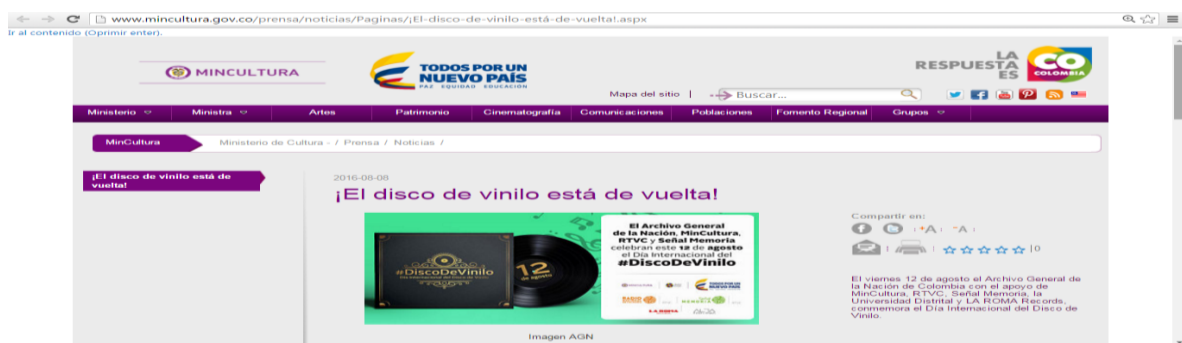 www.mincultura.gov.co/prensa/noticias/Paginas/¡El-disco-de-vinilo-está-de-vuelta!.aspx
Ir al contenido (Oprimir enter).
MINCULTURA
TODOS POR UN
NUEVO PAÍS
PAZ EQUIDAD EDUCACIÓN
LA
RESPUESTA
ES
CO
COLOMBIA
Mapa del sitio | Buscar...
Ministerio Ministra Artes Patrimonio Cinematografía Comunicaciones Poblaciones Fomento Regional Grupos
MinCultura Ministerio de Cultura - / Prensa / Noticias /
¡El disco de vinilo está de
vuelta!
2016-08-08
¡El disco de vinilo está de vuelta!
#DiscoDeVinilo
12
de agosto
El Archivo General
de la Nación, MinCultura,
RTVC y Señal Memoria
celebran este 12 de agosto
el Día Internacional del
#DiscoDeVinilo
LA ROMA
Imagen AGN
Compartir en:
+A -A
0
El viernes 12 de agosto el Archivo General de
la Nación de Colombia con el apoyo de
MinCultura, RTVC, Señal Memoria, la
Universidad Distrital y LA ROMA Records,
conmemora el Día Internacional del Disco de
Vinilo.